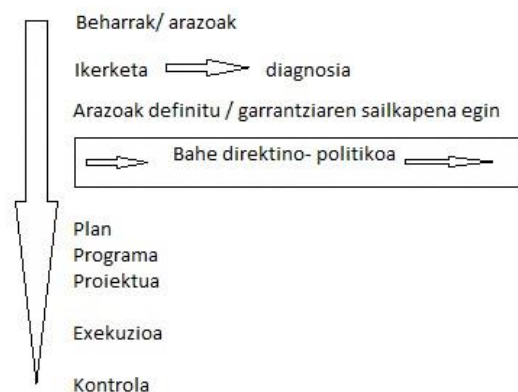 Beharrak/ arazoak
Ikerketa diagnosia
Arazoak definitu / garrantziaren sailkapena egin
Bahe direktino- politikoa
Plan
Programa
Proiektua
Exekuzioa
Kontrola